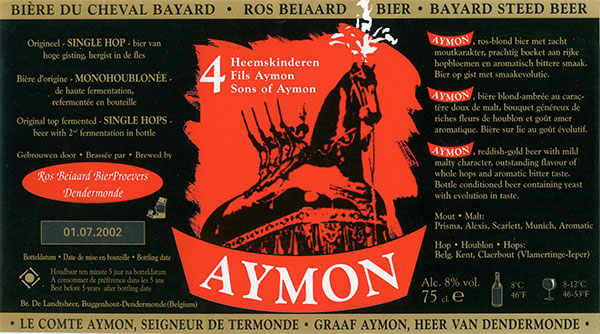 BIÈRE DU CHEVAL BAYARD • ROS BEIAARD BIER • BAYARD STEED BEER
Origineel - SINGLE HOP - bier van
hoge gisting, hergist in de fles
Bière d'origine - MONOHOUBLONÉE -
de haute fermentation,
refermentée en bouteille
Original top fermented - SINGLE HOPS -
beer with 2nd fermentation in bottle
Gebrouwen door • Brassée par • Brewed by
Ros Beiaard BierProevers
Dendermonde
01.07.2002
Botteldatum • Date de mise en bouteille • Bottling date
Houdbaar ten minste 5 jaar na botteldatum
A consommer de préférence dans les 5 ans
Best before 5 years after bottling date
Br. De Landtsheer, Buggenhout-Dendermonde(Belgium)
4 Heemskinderen
Fils Aymon
Sons of Aymon
AYMON
AYMON, ros-blond bier met zacht
moutkarakter, prachtig boeket aan rijke
hopbloemen en aromatisch bittere smaak.
Bier op gist met smaakevolutie.
AYMON, bière blond-ambrée au carac-
tère doux de malt, bouquet généreux de
riches fleurs de houblon et goût amer
aromatique. Bière sur lie au goût évolutif.
AYMON, reddish-gold beer with mild
malty character, outstanding flavour of
whole hops and aromatic bitter taste.
Bottle conditioned beer containing yeast
with evolution in taste.
Mout • Malt:
Prisma, Alexis, Scarlett, Munich, Aromatic
Hop • Houblon • Hops:
Belg. Kent, Claerbout (Vlamertinge-Ieper)
Alc. 8% vol.
75 cl. e
8°C
46°F
8-12°C
46-53°F
• LE COMTE AYMON, SEIGNEUR DE TERMONDE • GRAAF AYMON, HEER VAN DENDERMONDE •